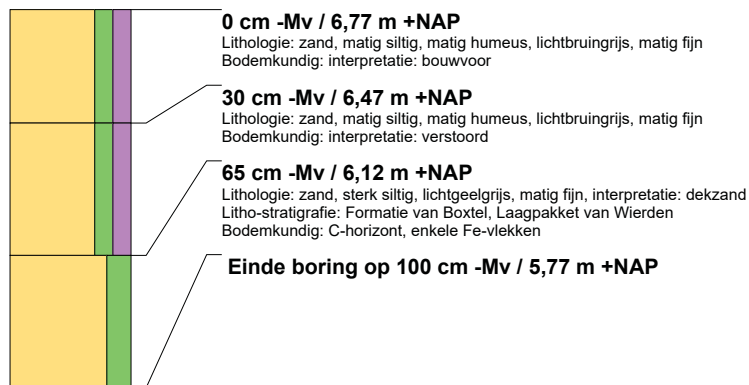 0 cm -Mv / 6,77 m +NAP
Lithologie: zand, matig siltig, matig humeus, lichtbruingrijs, matig fijn
Bodemkundig: interpretatie: bouwvoor
30 cm -Mv / 6,47 m +NAP
Lithologie: zand, matig siltig, matig humeus, lichtbruingrijs, matig fijn
Bodemkundig: interpretatie: verstoord
65 cm -Mv / 6,12 m +NAP
Lithologie: zand, sterk siltig, lichtgeelgrijs, matig fijn, interpretatie: dekzand
Litho-stratigrafie: Formatie van Boxtel, Laagpakket van Wierden
Bodemkundig: C-horizont, enkele Fe-vlekken
Einde boring op 100 cm -Mv / 5,77 m +NAP